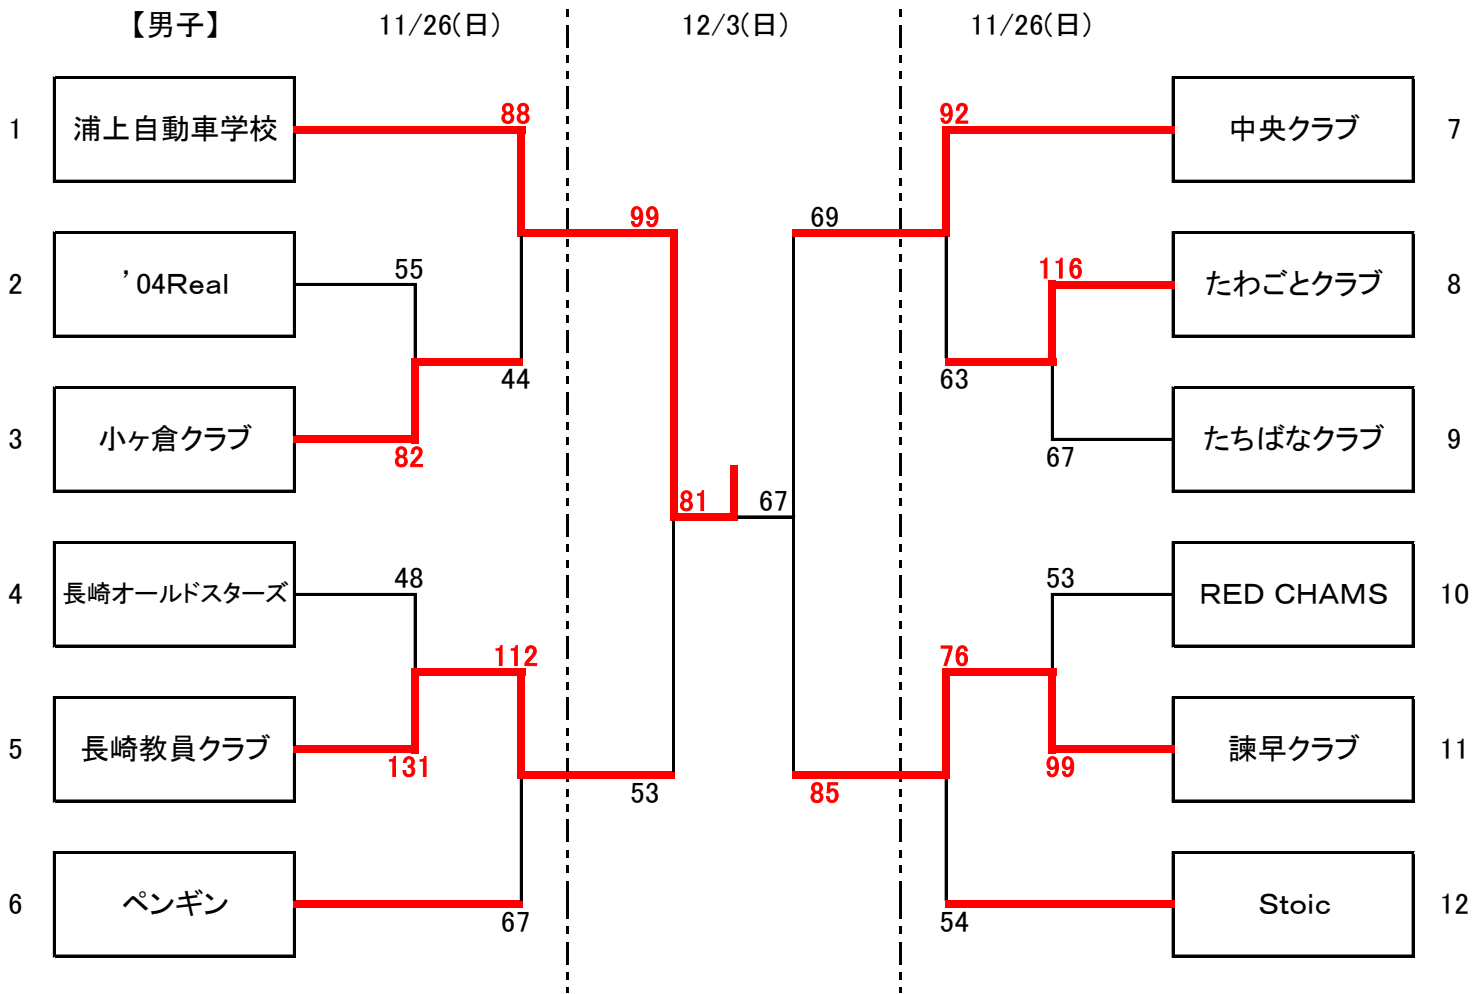 【男子】 11/26(日) 12/3(日) 11/26(日)
88 92
1 浦上自動車学校 中央クラブ 7
99 69
55 116
2 ’04Real たわごとクラブ 8
44 63
3 小ヶ倉クラブ たちばなクラブ 9
82 67
81 67
48 53
4 長崎オールドスターズ RED CHAMS 10
112 76
5 長崎教員クラブ 諫早クラブ 11
131 99
53 85
6 ペンギン Stoic 12
67 54